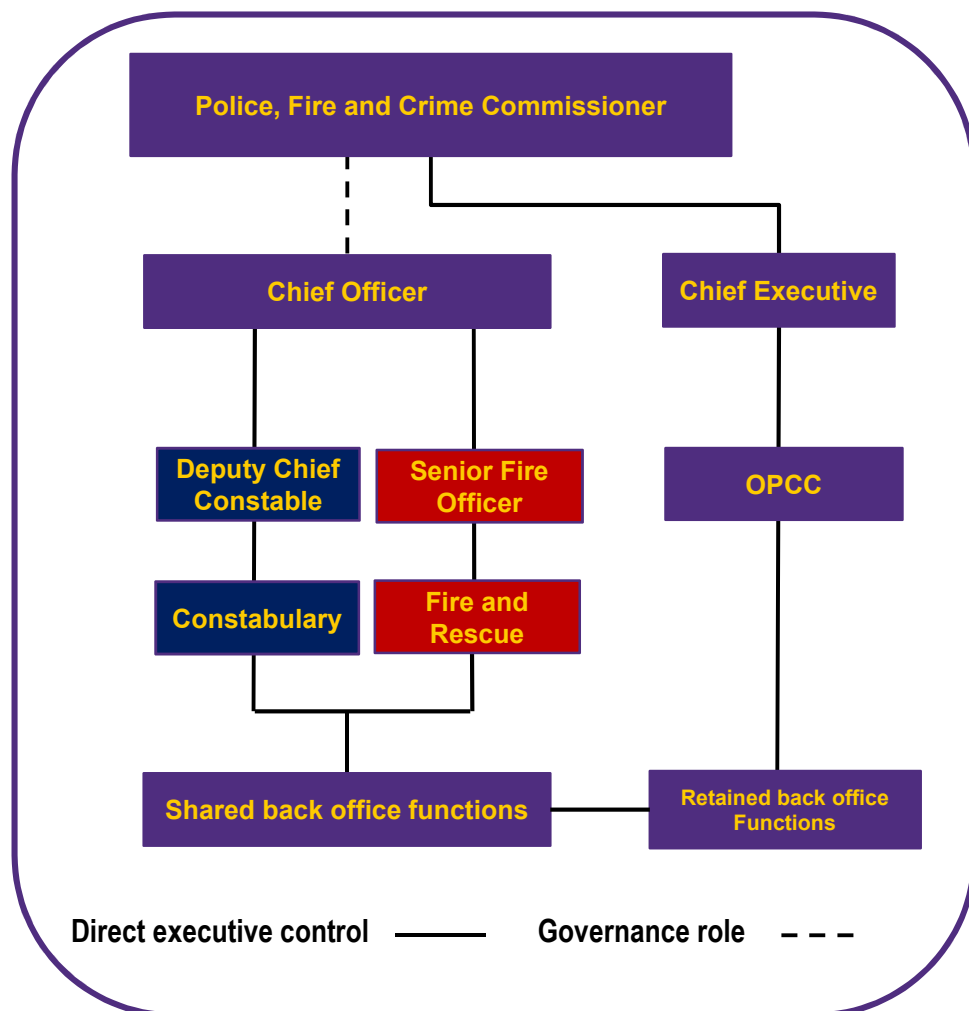 Police, Fire and Crime Commissioner
Chief Officer
Chief Executive
Deputy Chief
Constable
Senior Fire
Officer
OPCC
Constabulary
Fire and
Rescue
Shared back office functions
Retained back office
Functions
Direct executive control
Governance role